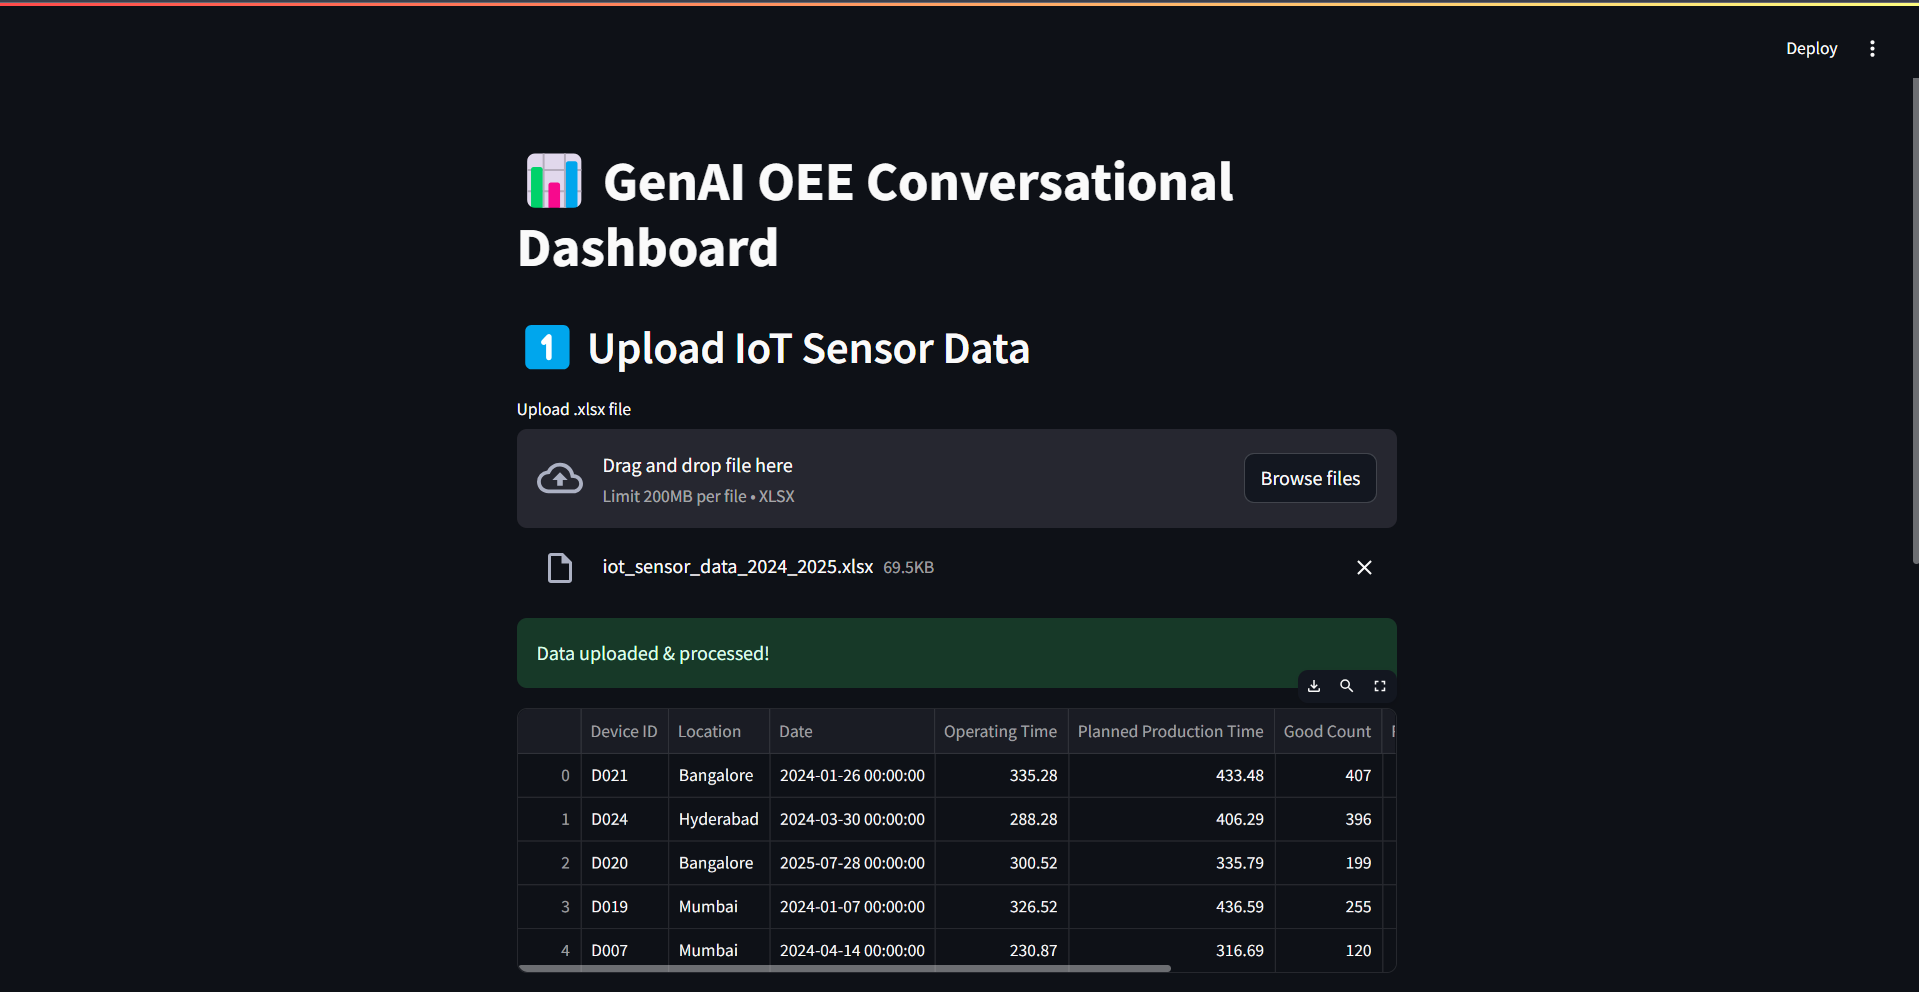 Deploy
GenAI OEE Conversational
Dashboard
1 Upload IoT Sensor Data
Upload .xlsx file
Drag and drop file here
Limit 200MB per file • XLSX
Browse files
iot_sensor_data_2024_2025.xlsx 69.5KB
Data uploaded & processed!
Device ID Location Date Operating Time Planned Production Time Good Count
0 D021 Bangalore 2024-01-26 00:00:00 335.28 433.48 407
1 D024 Hyderabad 2024-03-30 00:00:00 288.28 406.29 396
2 D020 Bangalore 2025-07-28 00:00:00 300.52 335.79 199
3 D019 Mumbai 2024-01-07 00:00:00 326.52 436.59 255
4 D007 Mumbai 2024-04-14 00:00:00 230.87 316.69 120